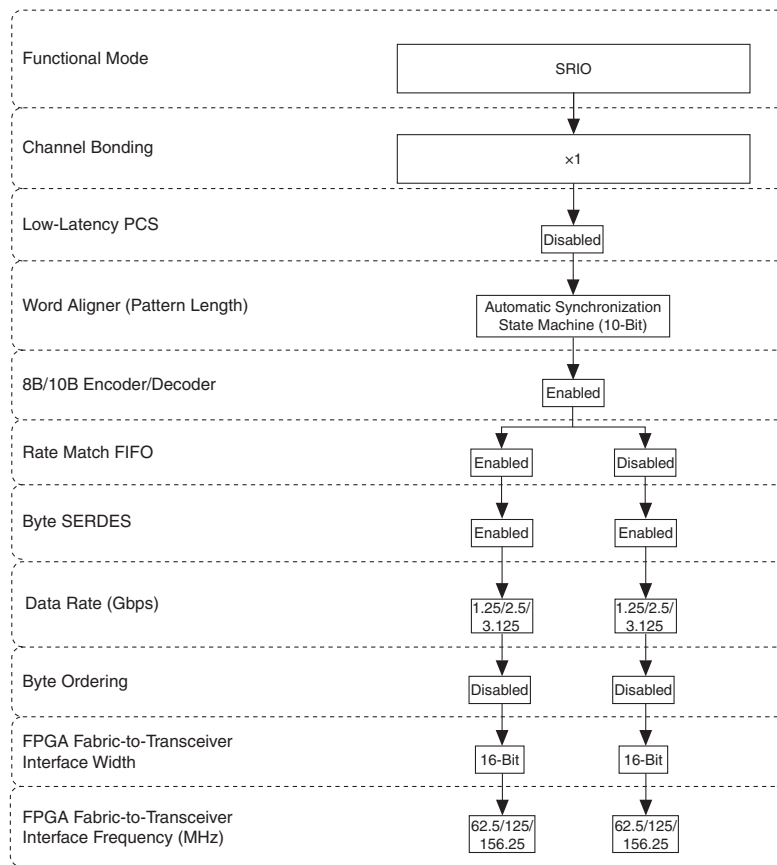 Functional Mode
SRIO
Channel Bonding
×1
Low-Latency PCS
Disabled
Word Aligner (Pattern Length)
Automatic Synchronization
State Machine (10-Bit)
8B/10B Encoder/Decoder
Enabled
Rate Match FIFO
Enabled
Disabled
Byte SERDES
Enabled
Enabled
Data Rate (Gbps)
1.25/2.5/
3.125
1.25/2.5/
3.125
Byte Ordering
Disabled
Disabled
FPGA Fabric-to-Transceiver
Interface Width
16-Bit
16-Bit
FPGA Fabric-to-Transceiver
Interface Frequency (MHz)
62.5/125/
156.25
62.5/125/
156.25